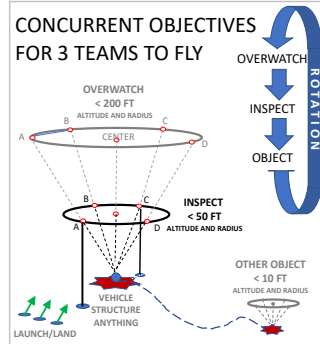 CONCURRENT OBJECTIVES
FOR 3 TEAMS TO FLY
OVERWATCH
INSPECT
OBJECT
ROTATION
OVERWATCH
< 200 FT
ALTITUDE AND RADIUS
B
C
A
CENTER
D
B
C
A
D
INSPECT
< 50 FT
ALTITUDE AND RADIUS
VEHICLE
STRUCTURE
ANYTHING
LAUNCH/LAND
OTHER OBJECT
< 10 FT
ALTITUDE AND RADIUS